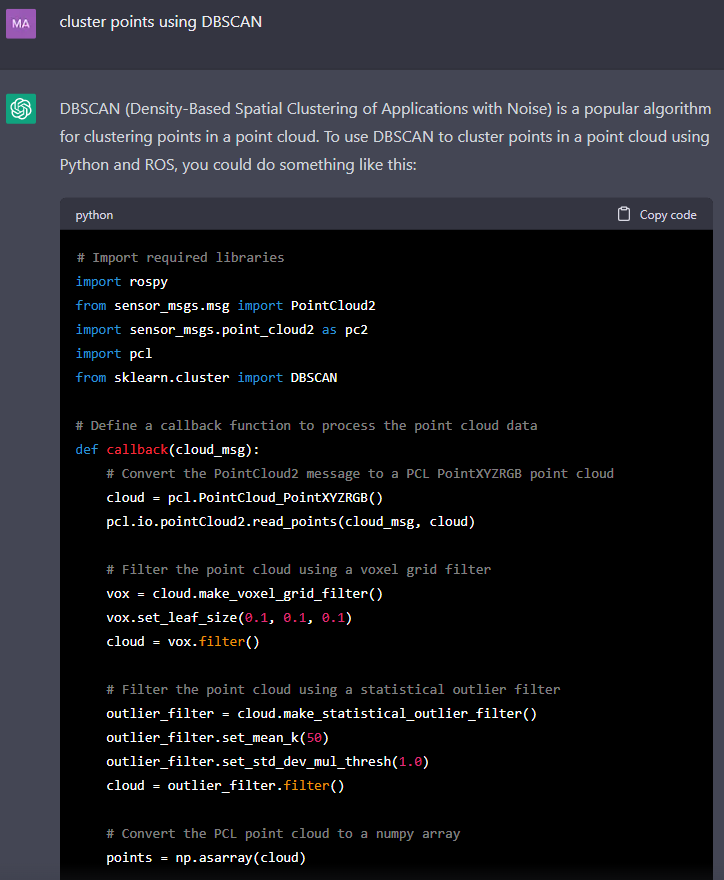 MA
cluster points using DBSCAN
DBSCAN (Density-Based Spatial Clustering of Applications with Noise) is a popular algorithm
for clustering points in a point cloud. To use DBSCAN to cluster points in a point cloud using
Python and ROS, you could do something like this:
python
Copy code
# Import required libraries
import rospy
from sensor_msgs.msg import PointCloud2
import sensor_msgs.point_cloud2 as pc2
import pcl
from sklearn.cluster import DBSCAN
# Define a callback function to process the point cloud data
def callback(cloud_msg):
    # Convert the PointCloud2 message to a PCL PointXYZRGB point cloud
    cloud = pcl.PointCloud_PointXYZRGB()
    pcl.io.pointCloud2.read_points(cloud_msg, cloud)
    # Filter the point cloud using a voxel grid filter
    vox = cloud.make_voxel_grid_filter()
    vox.set_leaf_size(0.1, 0.1, 0.1)
    cloud = vox.filter()
    # Filter the point cloud using a statistical outlier filter
    outlier_filter = cloud.make_statistical_outlier_filter()
    outlier_filter.set_mean_k(50)
    outlier_filter.set_std_dev_mul_thresh(1.0)
    cloud = outlier_filter.filter()
    # Convert the PCL point cloud to a numpy array
    points = np.asarray(cloud)